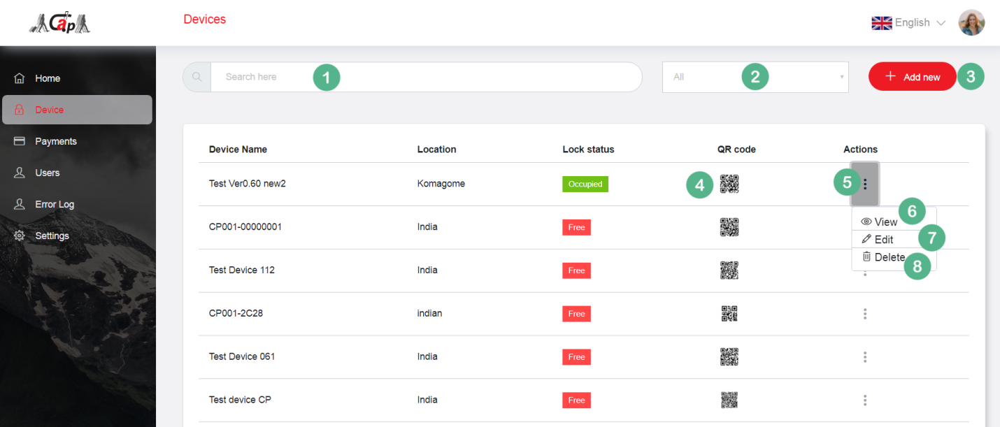 Cap
Devices
English
Home
Device
Payments
Users
Error Log
Settings
Search here
1
All
2
Add new
3
Device Name Location Lock status QR code Actions
Test Ver0.60 new2 Komagome Occupied 4 5
CP001-00000001 India Free
View 6
Edit 7
Delete 8
Test Device 112 India Free
CP001-2C28 indian Free
Test Device 061 India Free
Test device CP India Free